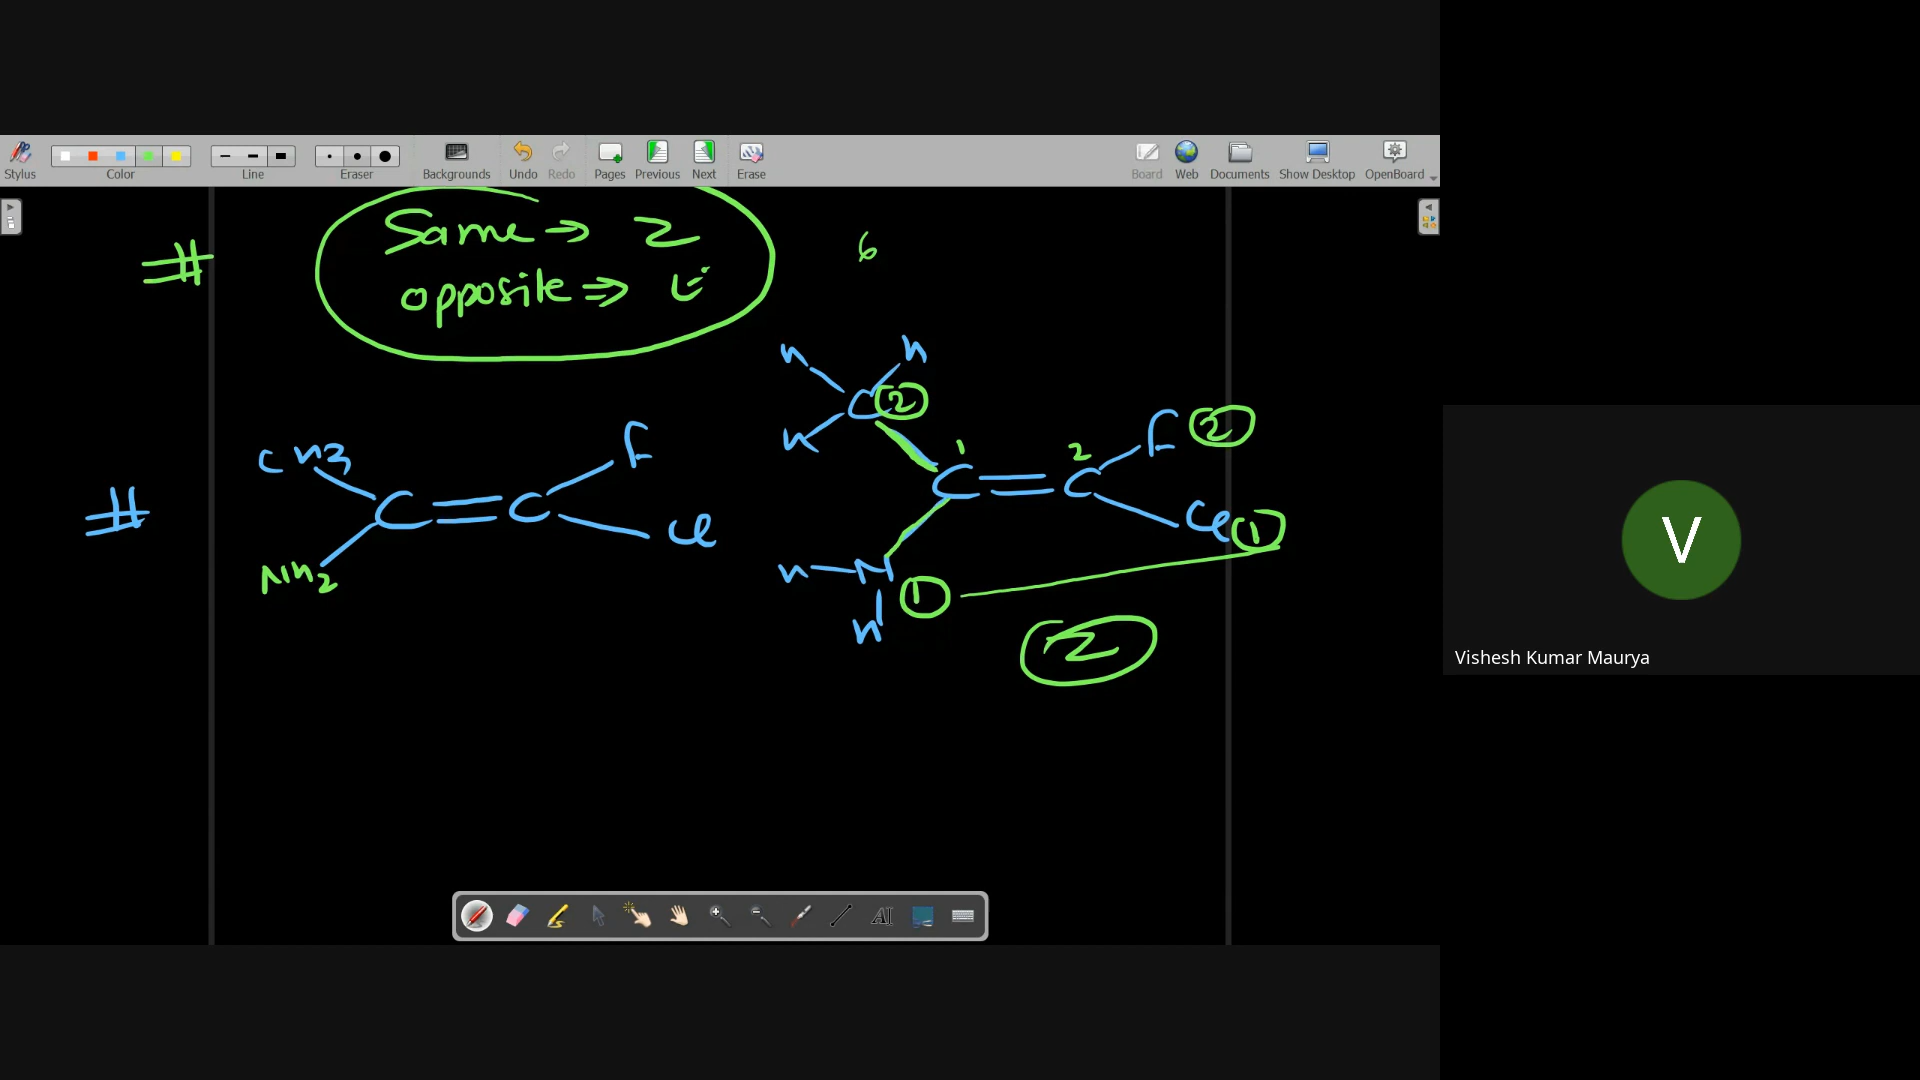 Stylus
Color
Line
Eraser
Backgrounds
Undo
Redo
Pages
Previous
Next
Erase
Board
Web
Documents
Show Desktop
OpenBoard
Same ⇒ Z
opposite ⇒ E
6
CH3
F
C = C
NH2
Cl
H
H
C ②
H
1
2
F ②
C = C
Cl ①
H - N ①
H
Z
V
Vishesh Kumar Maurya
AI